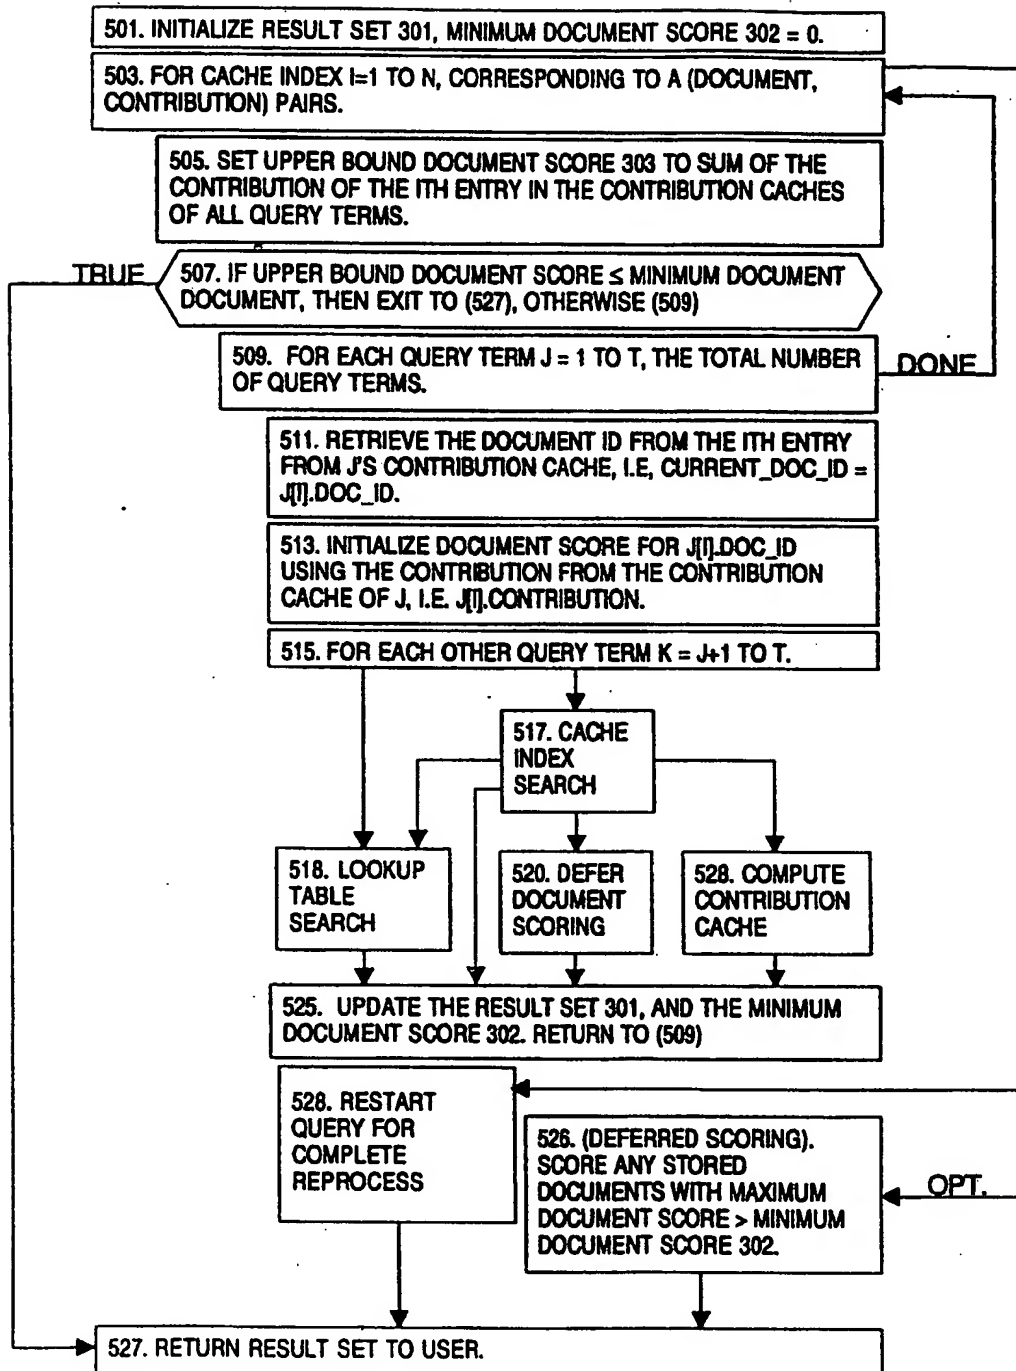 501. INITIALIZE RESULT SET 301, MINIMUM DOCUMENT SCORE 302 = 0.
503. FOR CACHE INDEX I=1 TO N, CORRESPONDING TO A (DOCUMENT,
CONTRIBUTION) PAIRS.
505. SET UPPER BOUND DOCUMENT SCORE 303 TO SUM OF THE
CONTRIBUTION OF THE ITH ENTRY IN THE CONTRIBUTION CACHES
OF ALL QUERY TERMS.
TRUE
507. IF UPPER BOUND DOCUMENT SCORE ≤ MINIMUM DOCUMENT
DOCUMENT, THEN EXIT TO (527), OTHERWISE (509)
509. FOR EACH QUERY TERM J = 1 TO T, THE TOTAL NUMBER
OF QUERY TERMS.
DONE
511. RETRIEVE THE DOCUMENT ID FROM THE ITH ENTRY
FROM J'S CONTRIBUTION CACHE, I.E, CURRENT_DOC_ID =
J[I].DOC_ID.
513. INITIALIZE DOCUMENT SCORE FOR J[I].DOC_ID
USING THE CONTRIBUTION FROM THE CONTRIBUTION
CACHE OF J, I.E. J[I].CONTRIBUTION.
515. FOR EACH OTHER QUERY TERM K = J+1 TO T.
517. CACHE
INDEX
SEARCH
518. LOOKUP
TABLE
SEARCH
520. DEFER
DOCUMENT
SCORING
528. COMPUTE
CONTRIBUTION
CACHE
525. UPDATE THE RESULT SET 301, AND THE MINIMUM
DOCUMENT SCORE 302. RETURN TO (509)
528. RESTART
QUERY FOR
COMPLETE
REPROCESS
526. (DEFERRED SCORING).
SCORE ANY STORED
DOCUMENTS WITH MAXIMUM
DOCUMENT SCORE > MINIMUM
DOCUMENT SCORE 302.
OPT.
527. RETURN RESULT SET TO USER.